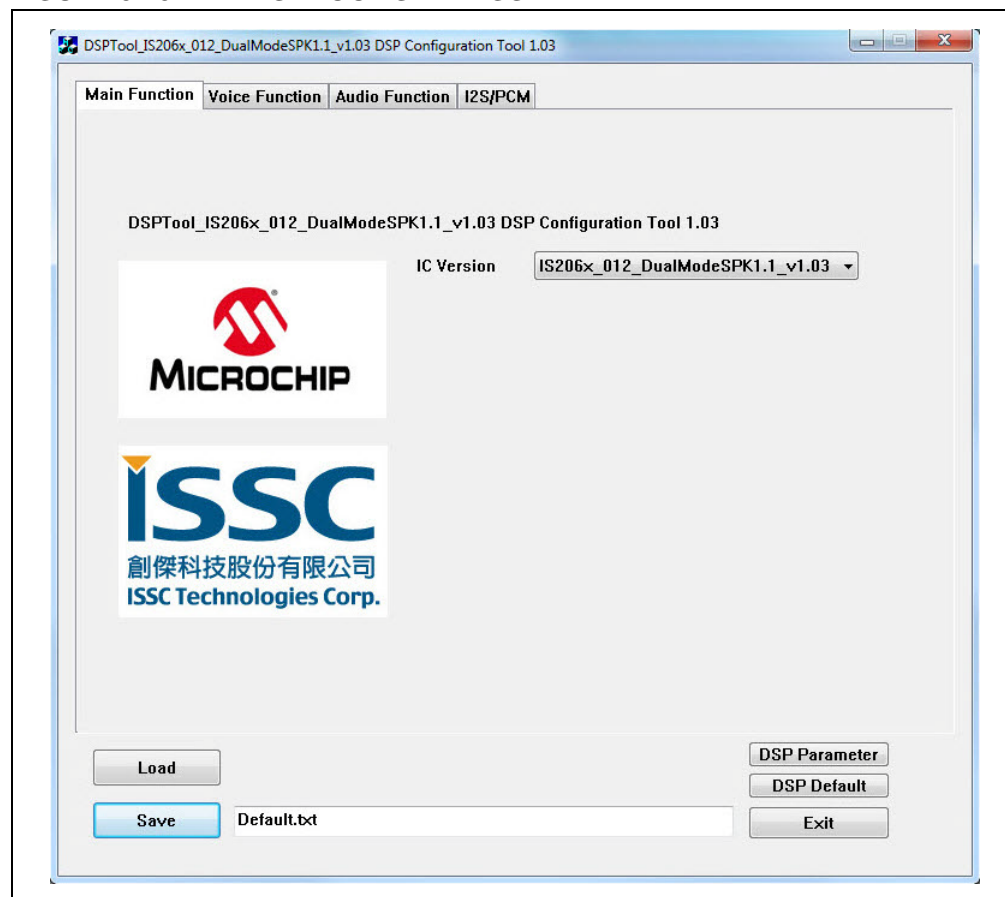 DSPTool_IS206x_012_DualModeSPK1.1_v1.03 DSP Configuration Tool 1.03
Main Function Voice Function Audio Function I2S/PCM
DSPTool_IS206x_012_DualModeSPK1.1_v1.03 DSP Configuration Tool 1.03
IC Version IS206x_012_DualModeSPK1.1_v1.03
MICROCHIP
ISSC
創傑科技股份有限公司
ISSC Technologies Corp.
Load
DSP Parameter
DSP Default
Save Default.txt Exit